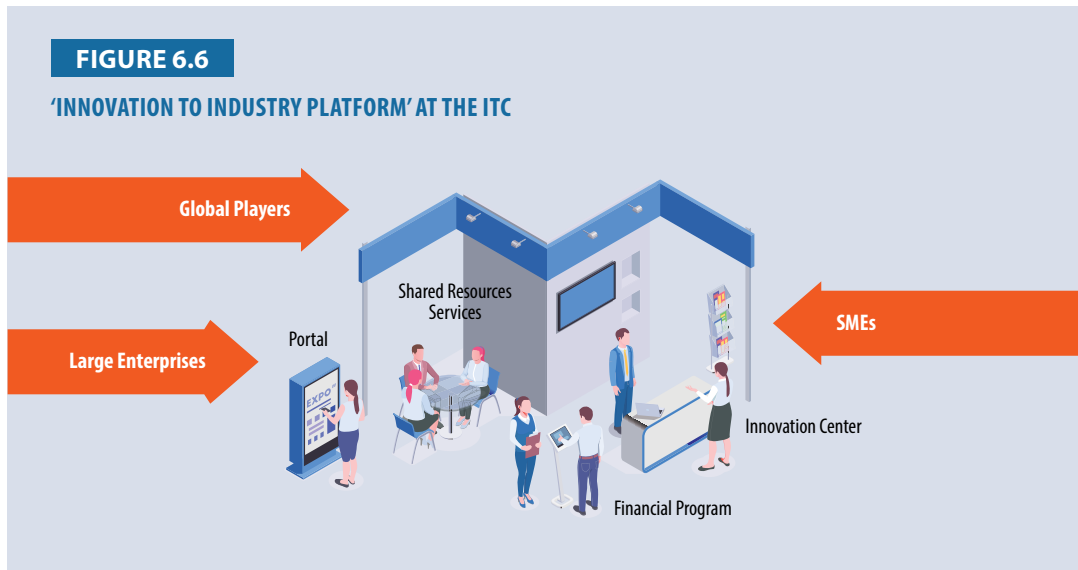 FIGURE 6.6
‘INNOVATION TO INDUSTRY PLATFORM’ AT THE ITC
Global Players
Shared Resources
Services
SMEs
Portal
Large Enterprises
EXPO
Innovation Center
Financial Program